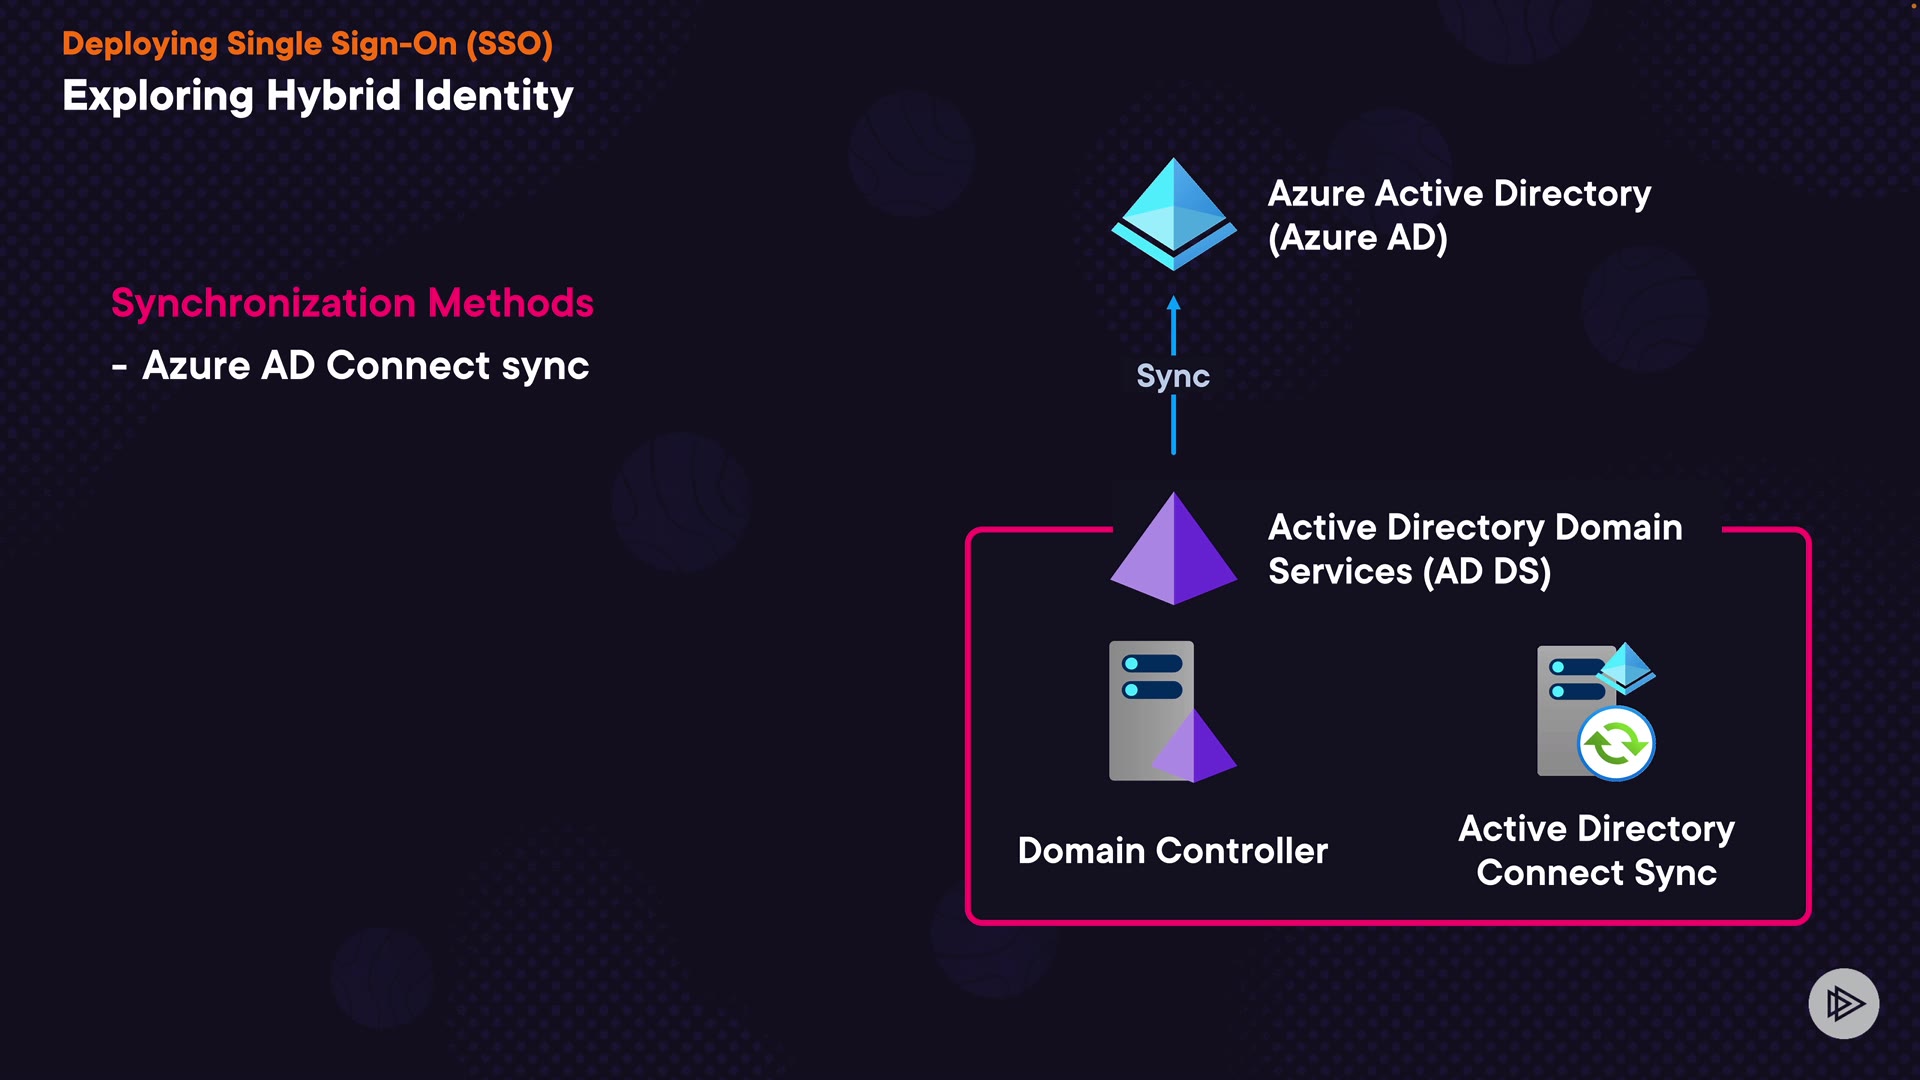 Deploying Single Sign-On (SSO)
Exploring Hybrid Identity
Synchronization Methods
- Azure AD Connect sync
Azure Active Directory
(Azure AD)
Sync
Active Directory Domain
Services (AD DS)
Domain Controller
Active Directory
Connect Sync